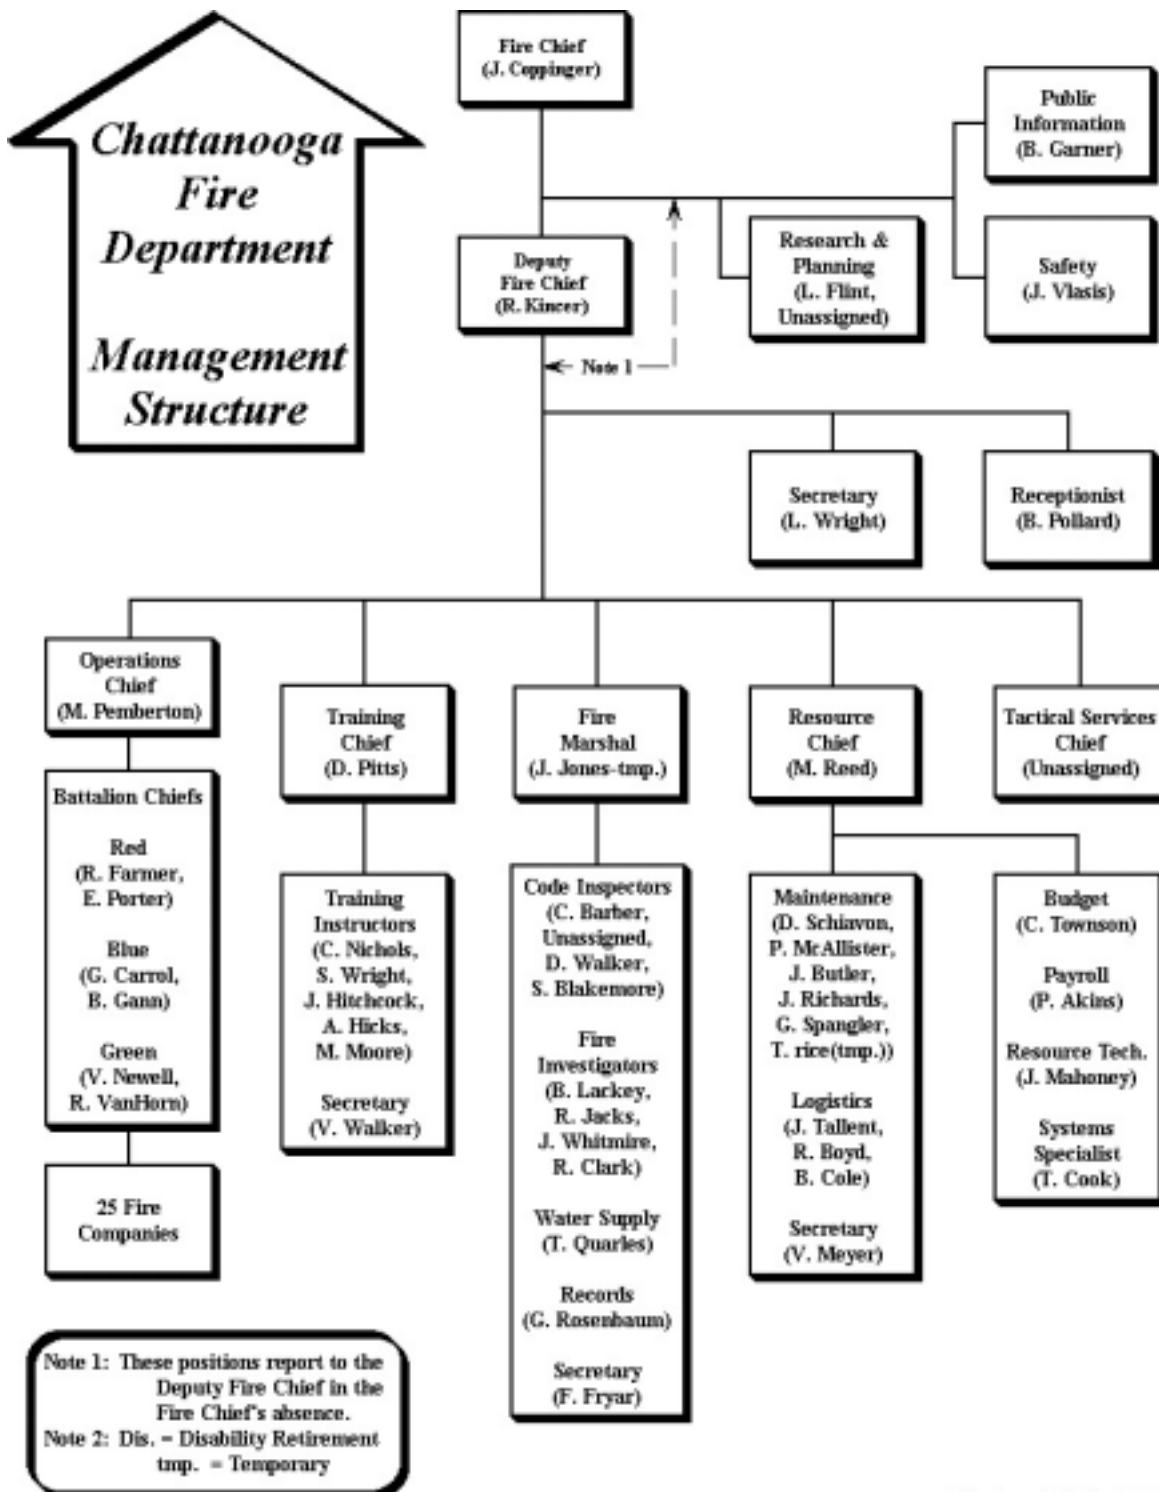 Chattanooga
Fire
Department
Management
Structure
Fire Chief
(J. Coppinger)
Public
Information
(B. Garner)
Deputy
Fire Chief
(R. Kincer)
Research &
Planning
(L. Flint,
Unassigned)
Safety
(J. Vlasis)
Note 1
Secretary
(L. Wright)
Receptionist
(B. Pollard)
Operations
Chief
(M. Pemberton)
Battalion Chiefs
Red
(R. Farmer,
E. Porter)
Blue
(G. Carrol,
B. Gann)
Green
(V. Newell,
R. VanHorn)
25 Fire
Companies
Training
Chief
(D. Pitts)
Training
Instructors
(C. Nichols,
S. Wright,
J. Hitchcock,
A. Hicks,
M. Moore)
Secretary
(V. Walker)
Fire
Marshal
(J. Jones-tmp.)
Code Inspectors
(C. Barber,
Unassigned,
D. Walker,
S. Blakemore)
Fire
Investigators
(B. Lackey,
R. Jacks,
J. Whitmire,
R. Clark)
Water Supply
(T. Quarles)
Records
(G. Rosenbaum)
Secretary
(F. Fryar)
Resource
Chief
(M. Reed)
Maintenance
(D. Schiavon,
P. McAllister,
J. Butler,
J. Richards,
G. Spangler,
T. rice(tmp.))
Logistics
(J. Tallent,
R. Boyd,
B. Cole)
Secretary
(V. Meyer)
Tactical Services
Chief
(Unassigned)
Budget
(C. Townson)
Payroll
(P. Akins)
Resource Tech.
(J. Mahoney)
Systems
Specialist
(T. Cook)
Note 1: These positions report to the
Deputy Fire Chief in the
Fire Chief's absence.
Note 2: Dis. = Disability Retirement
tmp. = Temporary